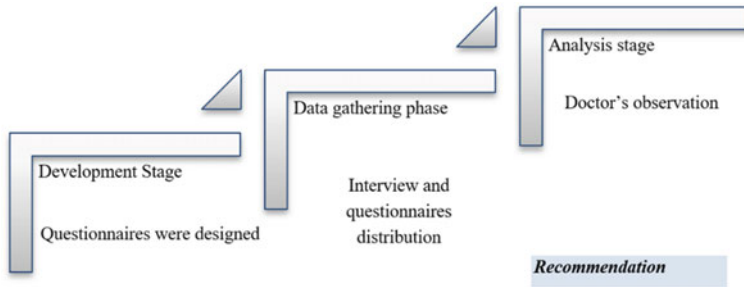 Analysis stage
Doctor's observation
Data gathering phase
Interview and
questionnaires
distribution
Development Stage
Questionnaires were designed
Recommendation